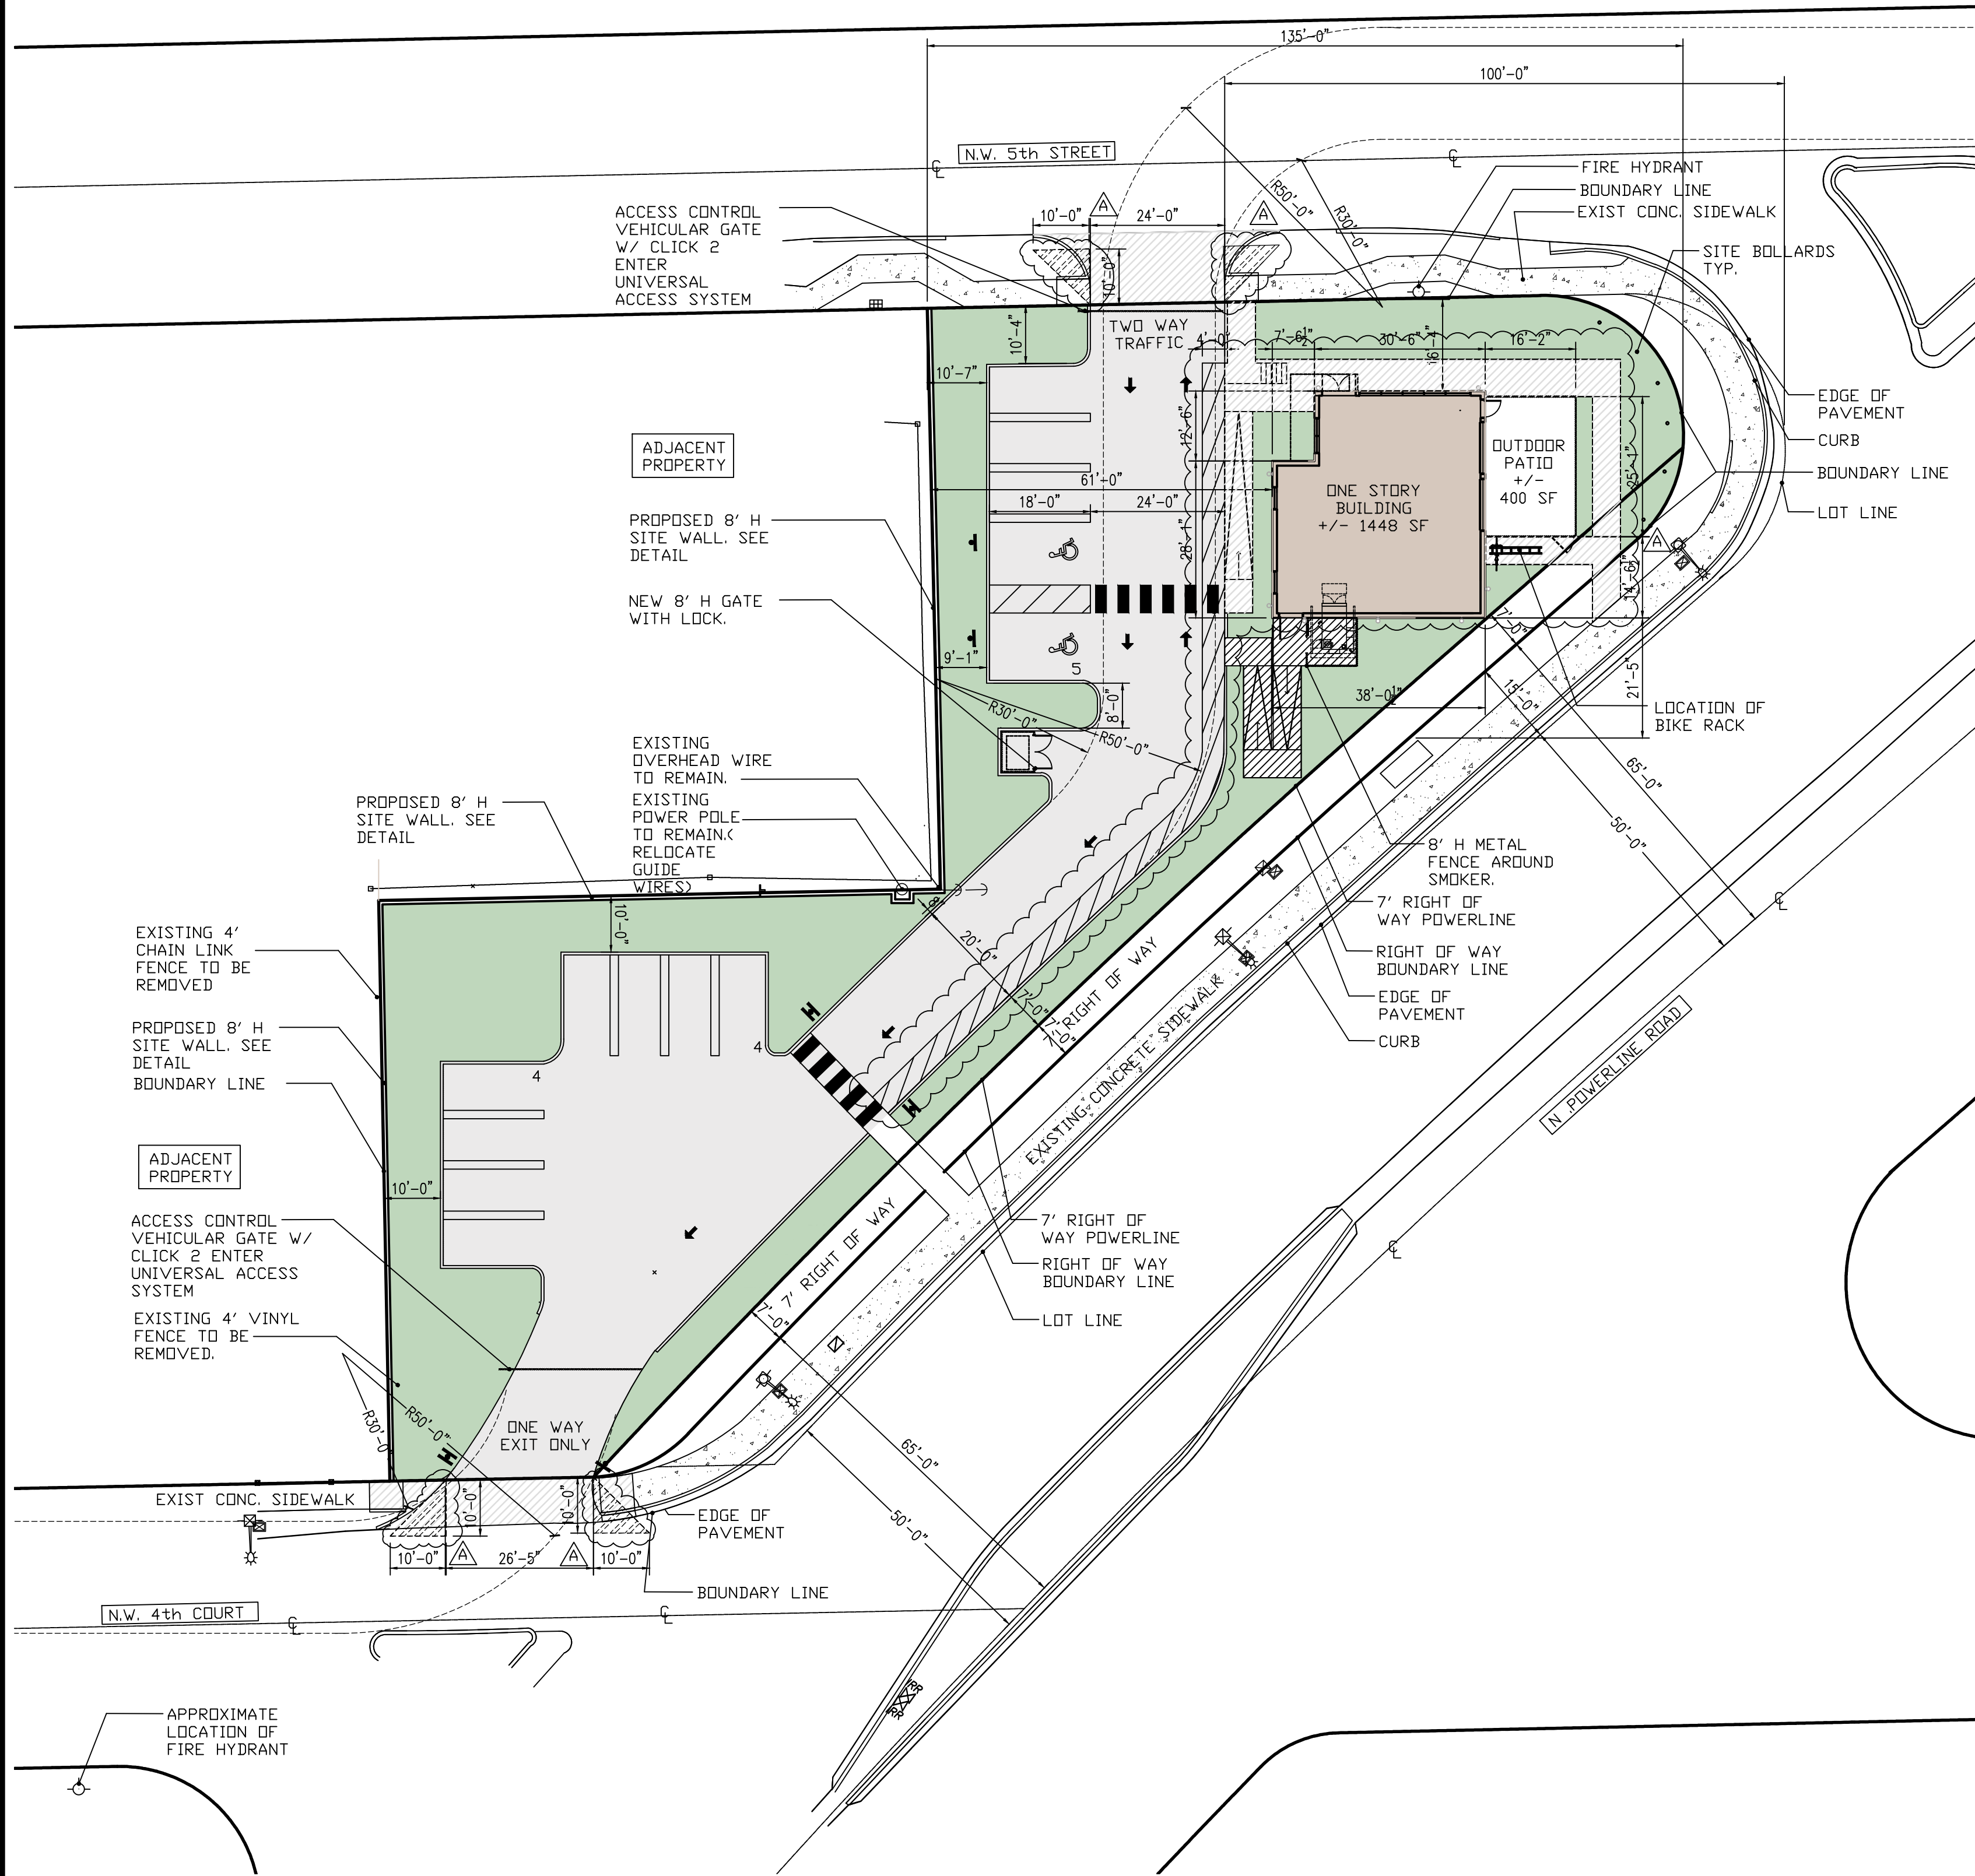 135'-0"
100'-0"
N.W. 5th STREET
FIRE HYDRANT
BOUNDARY LINE
EXIST CONC. SIDEWALK
SITE BOLLARDS
TYP.
R50'-0"
R30'-0"
ACCESS CONTROL
VEHICULAR GATE
W/ CLICK 2
ENTER
UNIVERSAL
ACCESS SYSTEM
10'-0"
A
24'-0"
A
10'-0"
TWO WAY
TRAFFIC
10'-4"
10'-7"
7'-6½"
30'-6"
16'-2"
16'-4"
12'-6"
EDGE OF
PAVEMENT
CURB
BOUNDARY LINE
LOT LINE
ADJACENT
PROPERTY
61'-0"
18'-0"
24'-0"
28'-1"
ONE STORY
BUILDING
+/- 1448 SF
OUTDOOR
PATIO
+/-
400 SF
25'-1"
A
PROPOSED 8' H
SITE WALL. SEE
DETAIL
NEW 8' H GATE
WITH LOCK.
9'-1"
5
8'-0"
R30'-0"
R50'-0"
38'-0½"
7'-0"
15'-0"
21'-5"
LOCATION OF
BIKE RACK
65'-0"
50'-0"
EXISTING
OVERHEAD WIRE
TO REMAIN.
EXISTING
POWER POLE
TO REMAIN.(
RELOCATE
GUIDE
WIRES)
PROPOSED 8' H
SITE WALL. SEE
DETAIL
8' H METAL
FENCE AROUND
SMOKER.
7' RIGHT OF
WAY POWERLINE
RIGHT OF WAY
BOUNDARY LINE
EDGE OF
PAVEMENT
CURB
10'-0"
20'-0"
7'-0"
7'-0"
7' RIGHT OF WAY
EXISTING CONCRETE SIDEWALK
N .POWERLINE ROAD
EXISTING 4'
CHAIN LINK
FENCE TO BE
REMOVED
PROPOSED 8' H
SITE WALL. SEE
DETAIL
BOUNDARY LINE
4
4
ADJACENT
PROPERTY
10'-0"
ACCESS CONTROL
VEHICULAR GATE W/
CLICK 2 ENTER
UNIVERSAL ACCESS
SYSTEM
EXISTING 4' VINYL
FENCE TO BE
REMOVED.
7' RIGHT OF
WAY POWERLINE
RIGHT OF WAY
BOUNDARY LINE
LOT LINE
7' RIGHT OF WAY
7'-0"
R30'-0"
R50'-0"
ONE WAY
EXIT ONLY
65'-0"
50'-0"
EXIST CONC. SIDEWALK
10'-0"
10'-0"
10'-0"
A
26'-5"
A
10'-0"
EDGE OF
PAVEMENT
BOUNDARY LINE
N.W. 4th COURT
RR
RR
APPROXIMATE
LOCATION OF
FIRE HYDRANT